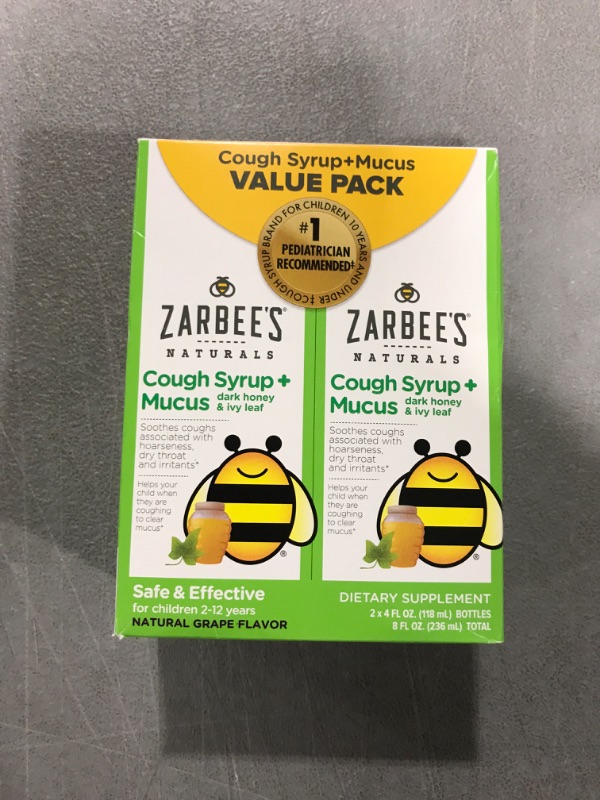 Cough Syrup+Mucus
VALUE PACK
#1
PEDIATRICIAN
RECOMMENDED‡
‡COUGH SYRUP BRAND FOR CHILDREN 10 YEARS AND UNDER
ZARBEE'S®
NATURALS
Cough Syrup +
Mucus dark honey
& ivy leaf
Soothes coughs
associated with
hoarseness,
dry throat
and irritants*
Helps your
child when
they are
coughing
to clear
mucus*
®
ZARBEE'S®
NATURALS
Cough Syrup +
Mucus dark honey
& ivy leaf
Soothes coughs
associated with
hoarseness,
dry throat
and irritants*
Helps your
child when
they are
coughing
to clear
mucus*
®
Safe & Effective
for children 2-12 years
NATURAL GRAPE FLAVOR
DIETARY SUPPLEMENT
2 x 4 FL. OZ. (118 mL) BOTTLES
8 FL OZ. (236 mL) TOTAL